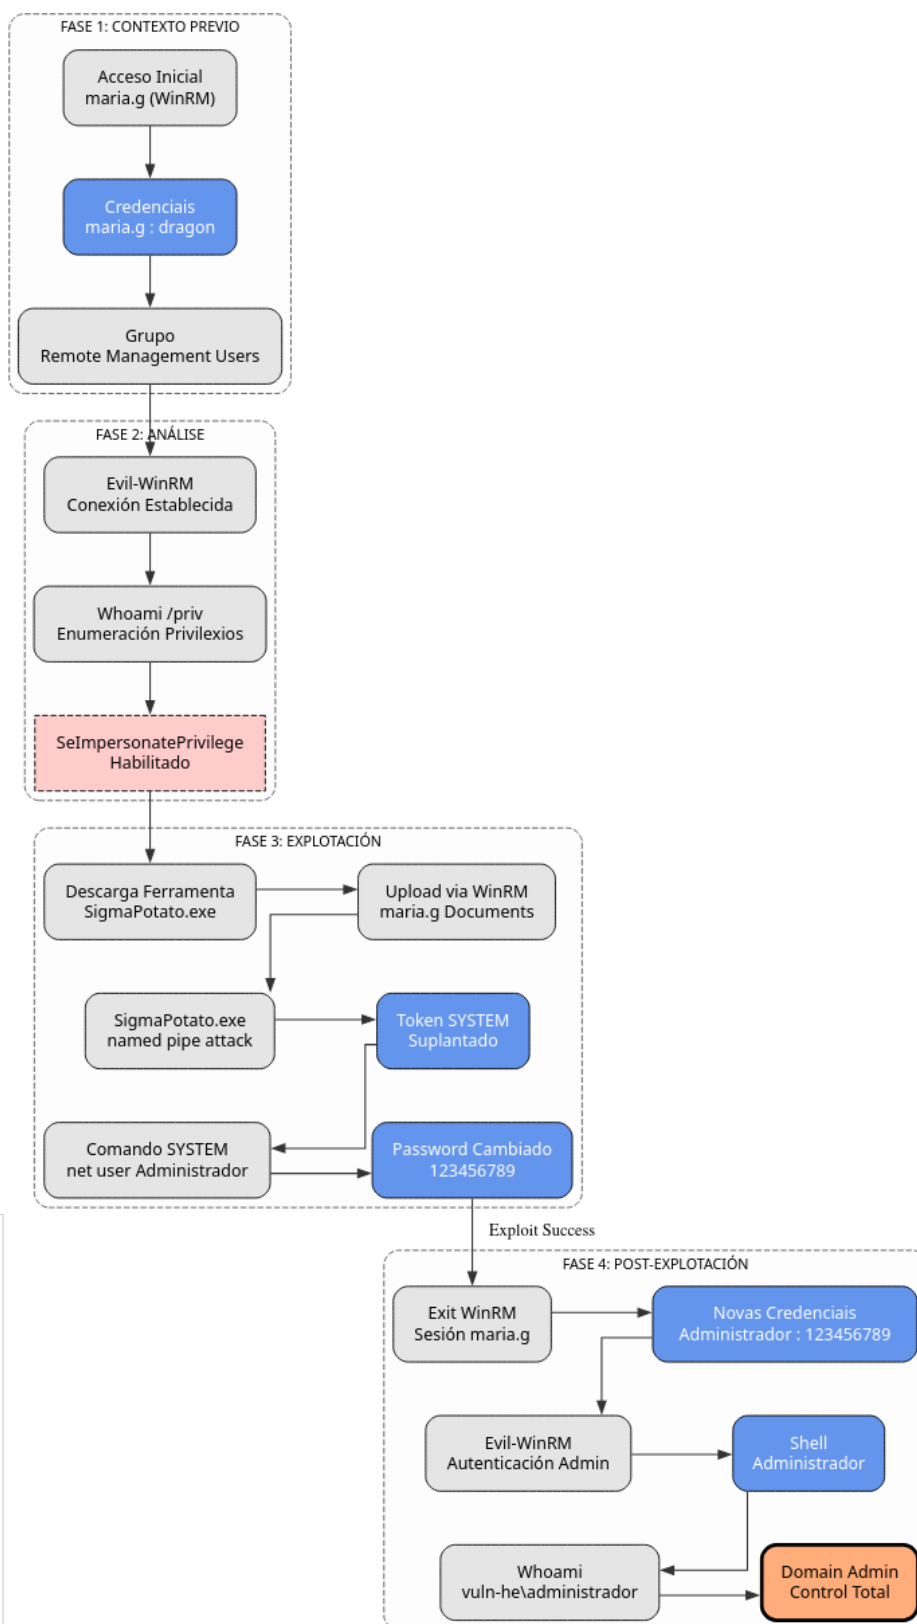 FASE 1: CONTEXTO PREVIO
Acceso Inicial
maria.g (WinRM)
Credenciais
maria.g : dragon
Grupo
Remote Management Users
FASE 2: ANÁLISE
Evil-WinRM
Conexión Establecida
Whoami /priv
Enumeración Privilexios
SeImpersonatePrivilege
Habilitado
FASE 3: EXPLOTACIÓN
Descarga Ferramenta
SigmaPotato.exe
Upload via WinRM
maria.g Documents
SigmaPotato.exe
named pipe attack
Token SYSTEM
Suplantado
Comando SYSTEM
net user Administrador
Password Cambiado
123456789
Exploit Success
FASE 4: POST-EXPLOTACIÓN
Exit WinRM
Sesión maria.g
Novas Credenciais
Administrador : 123456789
Evil-WinRM
Autenticación Admin
Shell
Administrador
Whoami
vuln-he\administrador
Domain Admin
Control Total